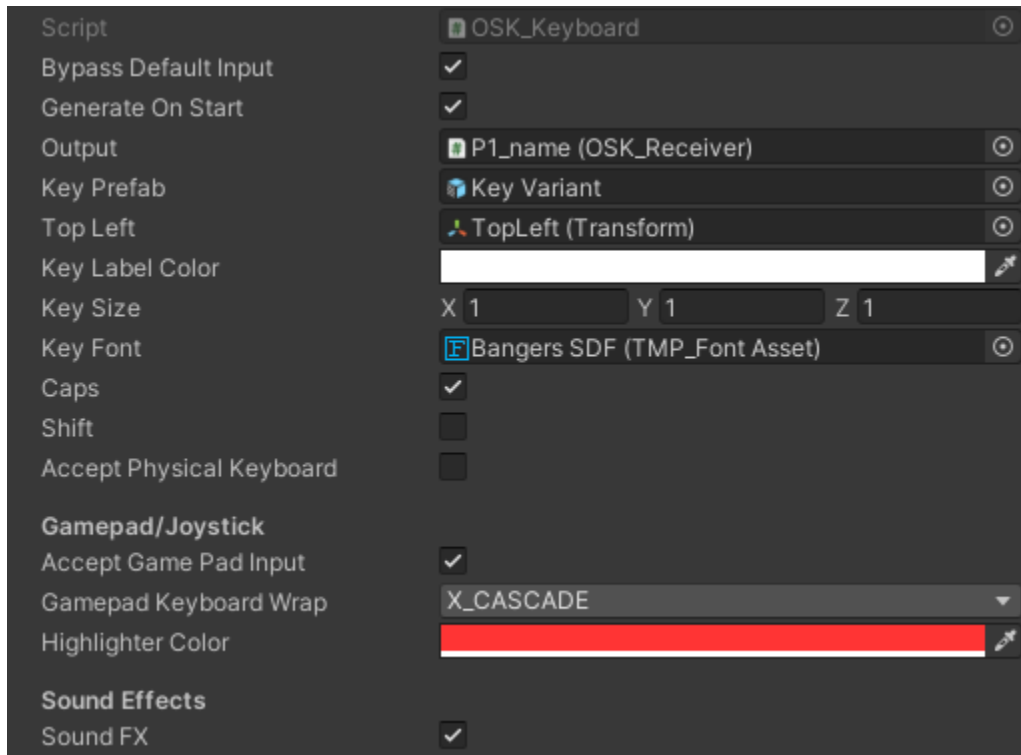 Script OSK_Keyboard
Bypass Default Input
Generate On Start
Output P1_name (OSK_Receiver)
Key Prefab Key Variant
Top Left TopLeft (Transform)
Key Label Color
Key Size X 1 Y 1 Z 1
Key Font F Bangers SDF (TMP_Font Asset)
Caps
Shift
Accept Physical Keyboard
Gamepad/Joystick
Accept Game Pad Input
Gamepad Keyboard Wrap X_CASCADE
Highlighter Color
Sound Effects
Sound FX